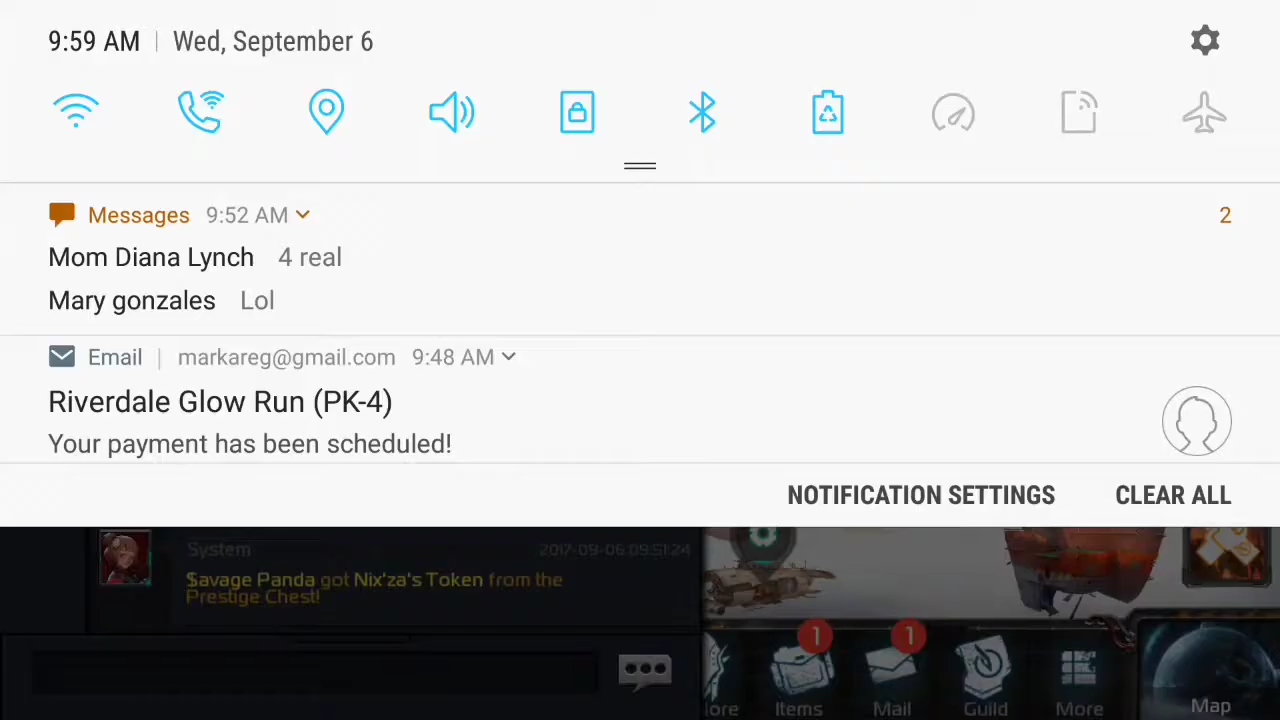 9:59 AM | Wed, September 6
Messages 9:52 AM 2
Mom Diana Lynch 4 real
Mary gonzales Lol
Email | markareg@gmail.com 9:48 AM
Riverdale Glow Run (PK-4)
Your payment has been scheduled!
NOTIFICATION SETTINGS CLEAR ALL
System 2017-09-06 09:51:24
$avage Panda got Nix'za's Token from the
Prestige Chest!
1 1
Items Mail Guild More Map